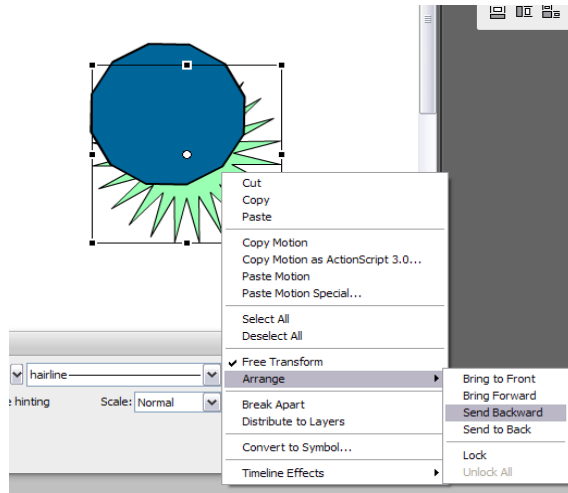 Cut
Copy
Paste
Copy Motion
Copy Motion as ActionScript 3.0...
Paste Motion
Paste Motion Special...
Select All
Deselect All
Free Transform
Arrange
Break Apart
Distribute to Layers
Convert to Symbol...
Timeline Effects
Bring to Front
Bring Forward
Send Backward
Send to Back
Lock
Unlock All
hairline
hinting
Scale: Normal